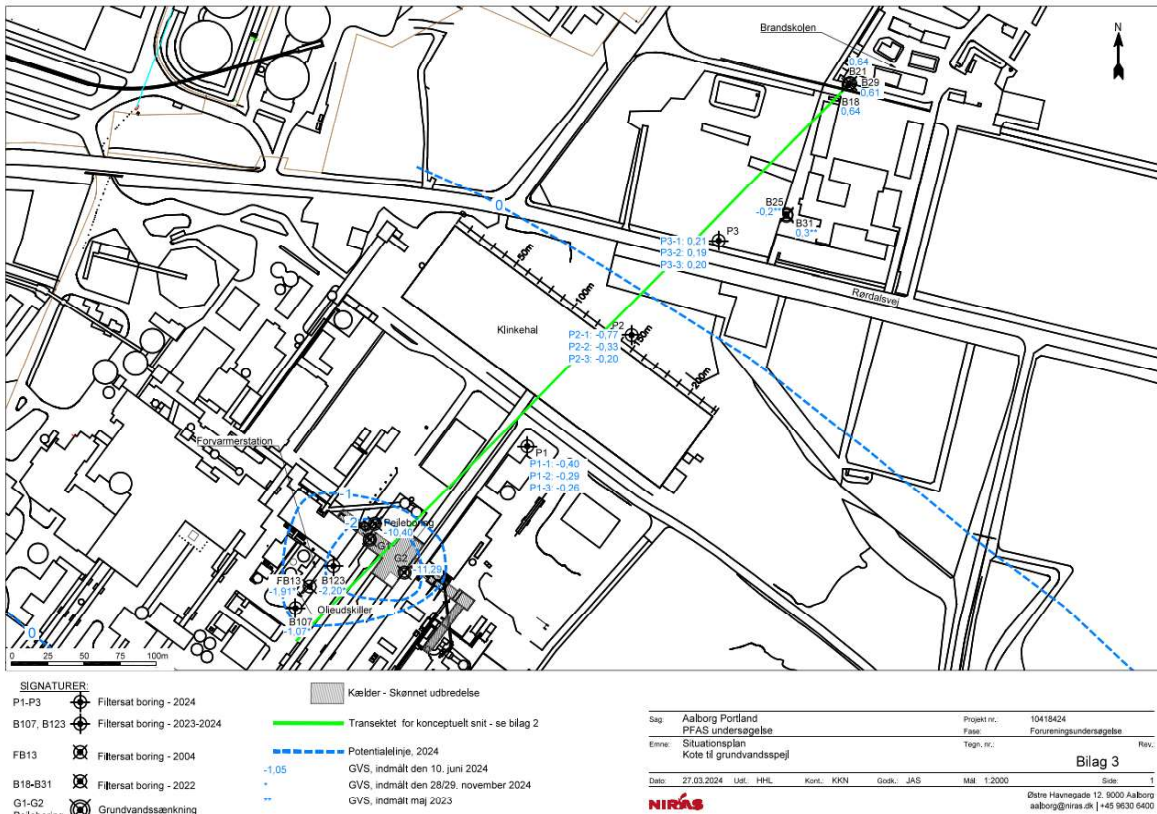 Brandskolen
N
0,64
B21
B29
0,61
B18
0,64
B25
-0,2**
B31
0,3**
0
P3
P3-1: 0,21
P3-2: 0,19
P3-3: 0,20
Rørdalsvej
-50m
-100m
-150m
-200m
Klinkehal
P2
P2-1: -0,77
P2-2: -0,33
P2-3: -0,20
Forvarmerstation
P1
P1-1: -0,40
P1-2: -0,29
P1-3: -0,26
-1
-2
Pejleboring
-10,40
G1
G2
-11,29
FB13
-1,91*
B123
-2,20*
Olieudskiller
B107
-1,07*
0
0 25 50 75 100m
SIGNATURER:
P1-P3 Filtersat boring - 2024
B107, B123 Filtersat boring - 2023-2024
FB13 Filtersat boring - 2004
B18-B31 Filtersat boring - 2022
G1-G2 Grundvandssænkning
Pejleboring
Kælder - Skønnet udbredelse
Transektet for konceptuelt snit - se bilag 2
Potentialelinje, 2024
-1,05 GVS, indmålt den 10. juni 2024
* GVS, indmålt den 28/29. november 2024
** GVS, indmålt maj 2023
Sag: Aalborg Portland Projekt nr. 10418424
PFAS undersøgelse Fase: Forureningsundersøgelse
Emne: Situationsplan Tegn. nr.: Rev.:
Kote til grundvandsspejl
Bilag 3
Dato: 27.03.2024 Udf. HHL Kont.: KKN Godk.: JAS Mål 1:2000 Side: 1
NIRAS
Østre Havnegade 12. 9000 Aalborg
aalborg@niras.dk | +45 9630 6400